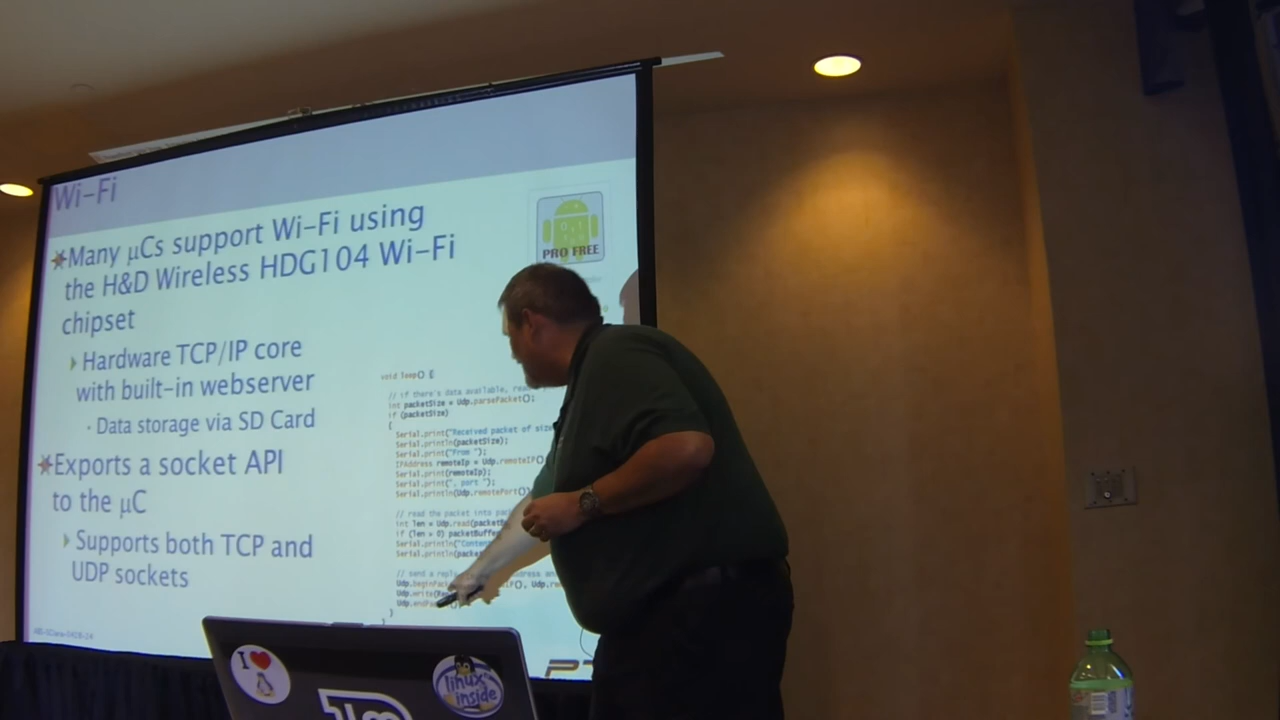 Wi-Fi
Many μCs support Wi-Fi using
the H&D Wireless HDG104 Wi-Fi
chipset
Hardware TCP/IP core
with built-in webserver
Data storage via SD Card
Exports a socket API
to the μC
Supports both TCP and
UDP sockets
PRO FREE
void loop() {
// if there's data available, read
int packetSize = Udp.parsePacket();
if (packetSize)
{
Serial.print("Received packet of size
Serial.println(packetSize);
Serial.print("From ");
IPAddress remoteIp = Udp.remoteIP();
Serial.print(remoteIp);
Serial.print(", port ");
Serial.println(Udp.remotePort()
// read the packet into
int len = Udp.read(packetB
if (len > 0) packetBuffer
Serial.println("Conten
Serial.println(packe
// send a reply
Udp.beginPac
Udp.write(Re
}
I
linux
inside